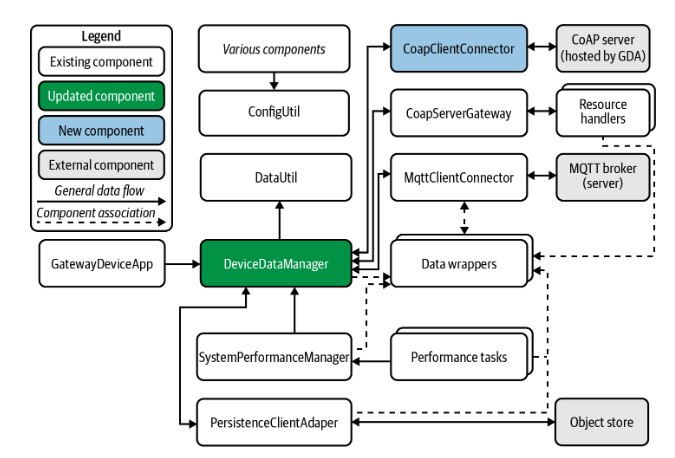 Legend
Existing component
Updated component
New component
External component
General data flow
Component association
Various components
ConfigUtil
DataUtil
CoapClientConnector
CoAP server
(hosted by GDA)
CoapServerGateway
Resource
handlers
MqttClientConnector
MQTT broker
(server)
GatewayDeviceApp
DeviceDataManager
Data wrappers
SystemPerformanceManager
Performance tasks
PersistenceClientAdaper
Object store